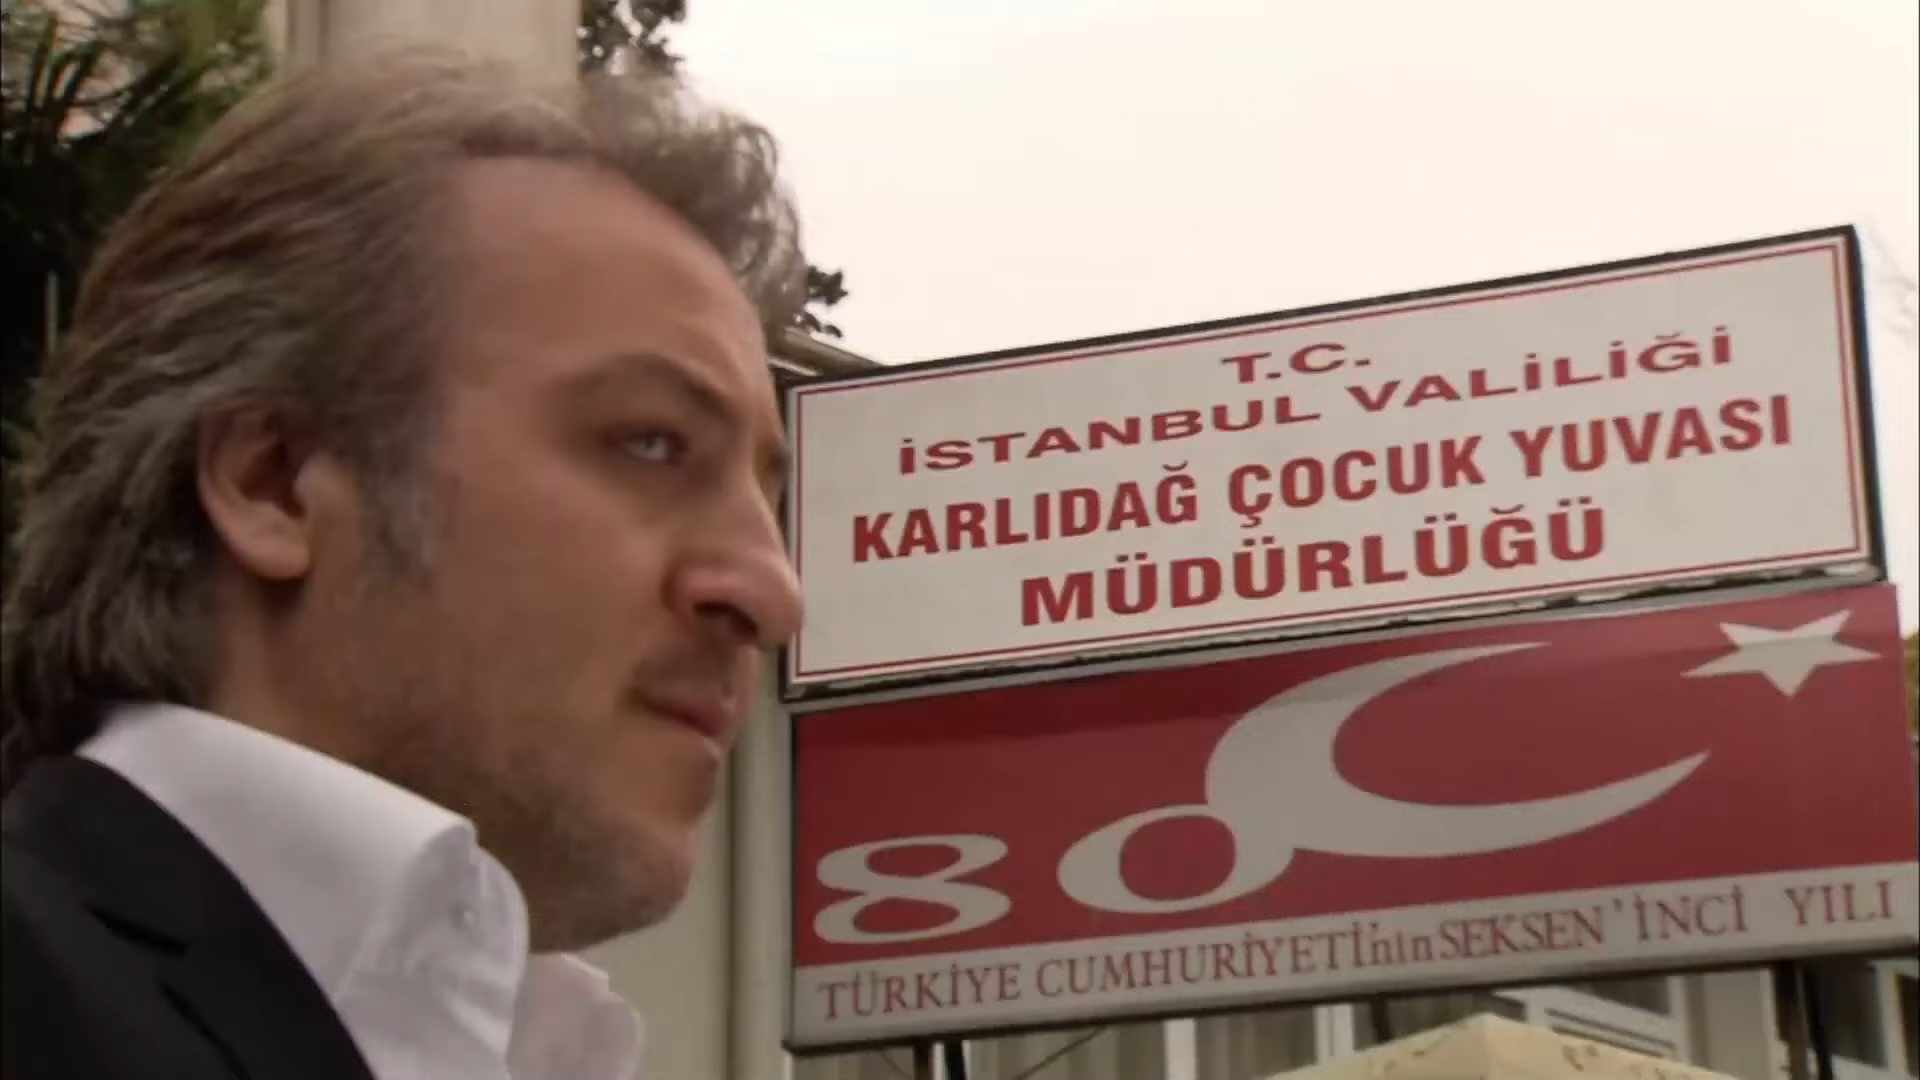 T.C.
İSTANBUL VALİLİĞİ
KARLIDAĞ ÇOCUK YUVASI
MÜDÜRLÜĞÜ
80
TÜRKİYE CUMHURİYETİ'nin SEKSEN'İNCİ YILI